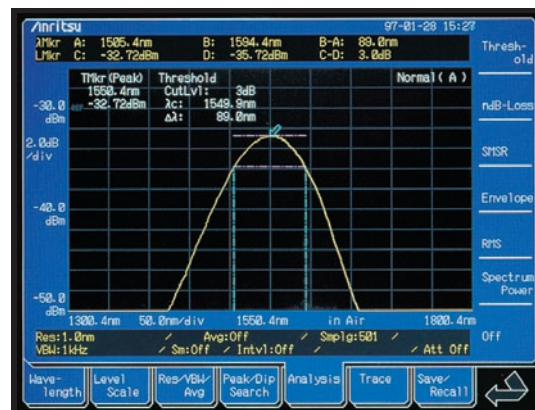 Anritsu 97-01-28 15:27
λMkr A: 1505.4nm B: 1594.4nm B-A: 89.0nm
LMkr C: -32.72dBm D: -35.72dBm C-D: 3.0dB
TMkr(Peak) Threshold Normal(A)
1550.4nm CutLvl: 3dB
-32.72dBm λc: 1549.9nm
Δλ: 89.0nm
-30.0
dBm
REF
2.0dB
/div
-40.0
dBm
-50.0
dBm
1300.4nm 50.0nm/div 1550.4nm in Air 1800.4nm
Res:1.0nm / Avg:Off / Smplg:501 /
VBW:1kHz / Sm:Off / Intvl:Off / / Att Off
Thresh-
old
ndB-Loss
SMSR
Envelope
RMS
Spectrum
Power
Off
Wave-
length
Level
Scale
Res/VBW/
Avg
Peak/Dip
Search
Analysis
Trace
Save/
Recall